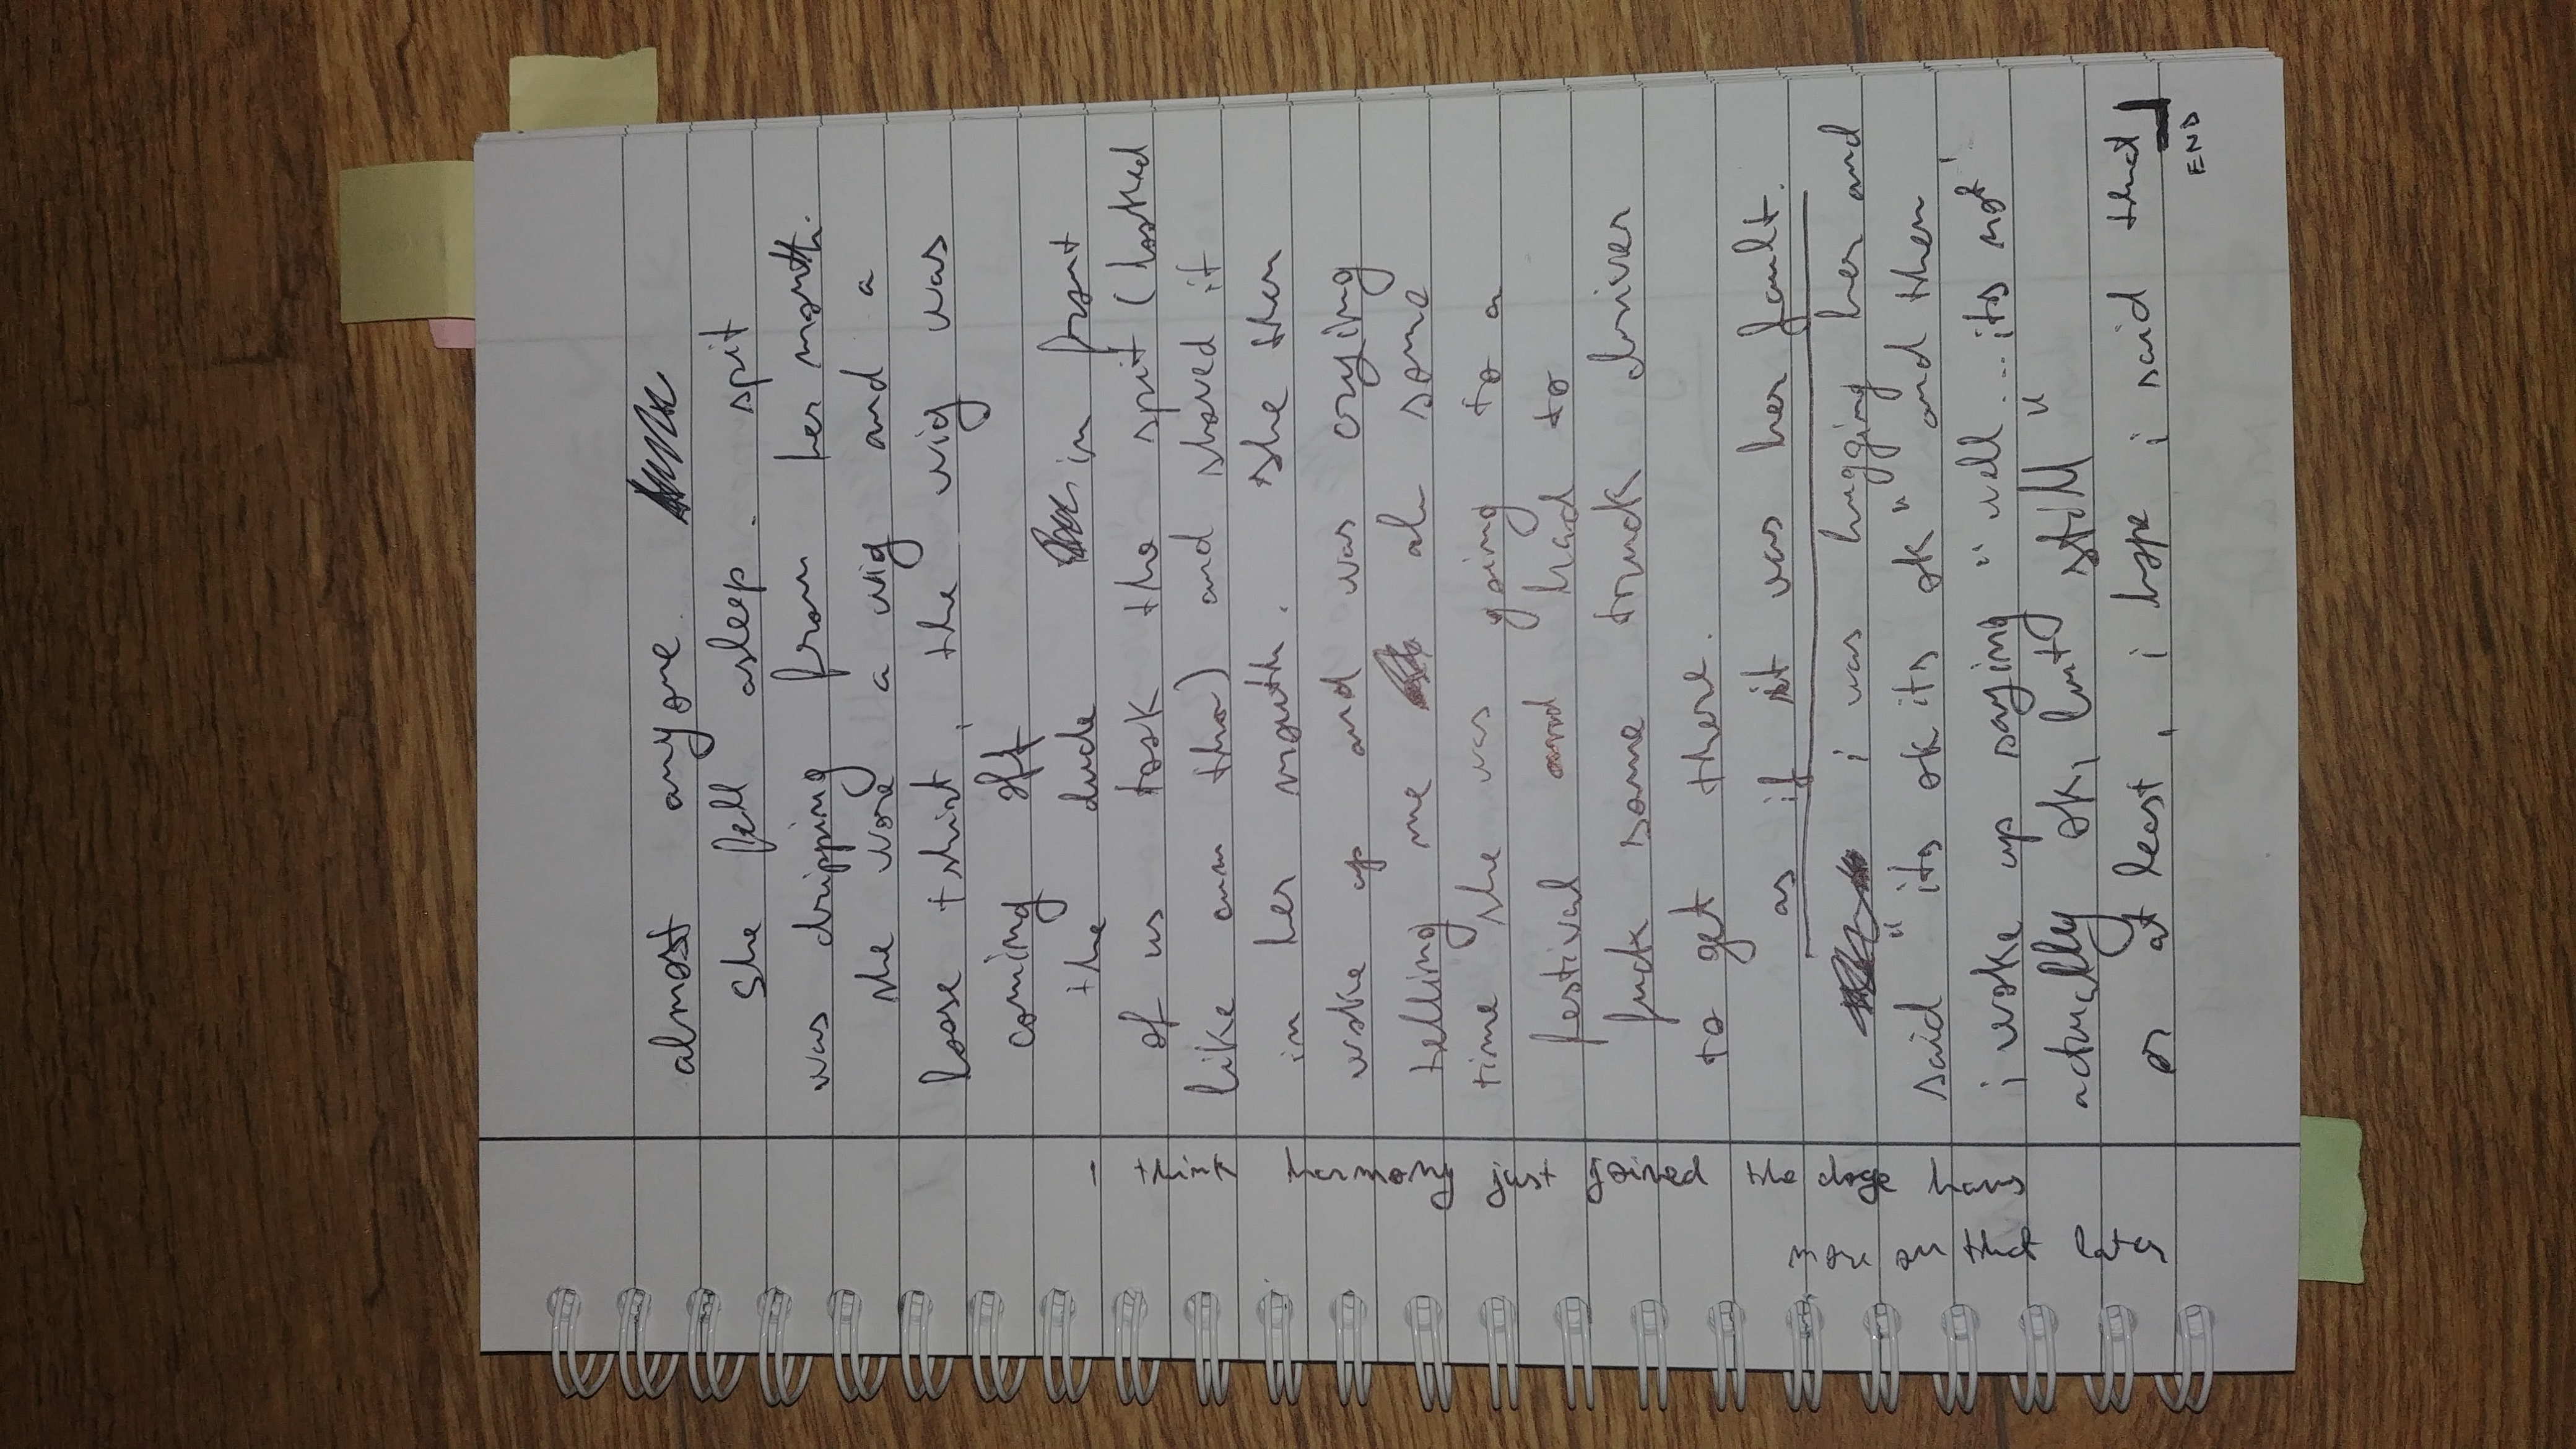 almost anyone.
She fell asleep. spit
was dripping from her mouth.
she wore a wig and a
loose tshirt, the wig was
coming off
the dude in front
of us took the spit (looked
like cum tho) and shoved it
in her mouth. She then
woke up and was crying
telling me at some
time she was going to a
festival and had to
fuck some truck driver
to get there.
as if it was her fault.
i was hugging her and
said "its ok its ok" and then,
i woke up saying "well... its not
actually ok, but still"
or at least, i hope i said that
END
i think hermony just joined the doge haus
more on that later